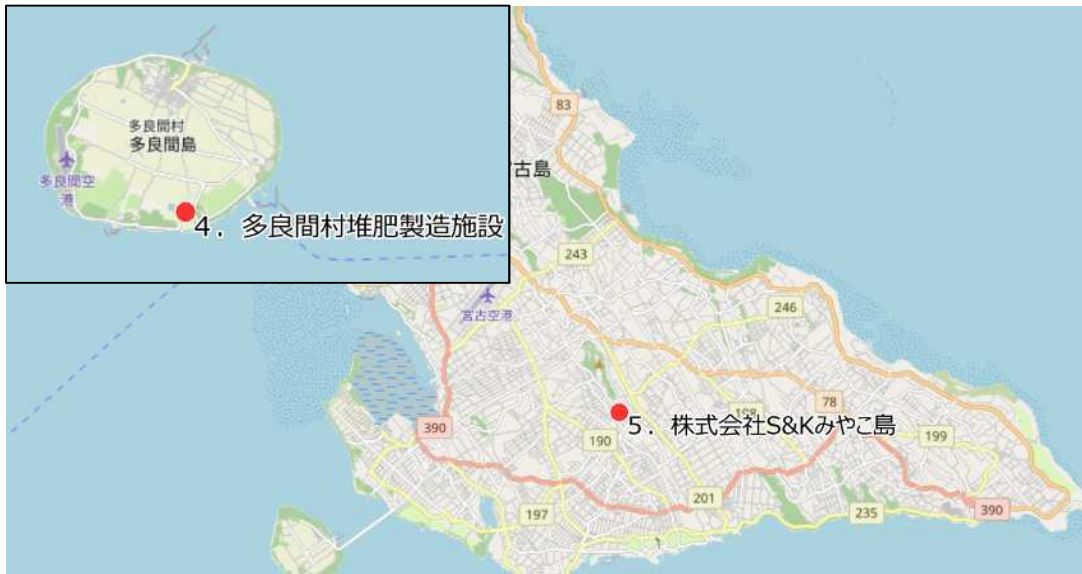 多良間村
多良間島
多良間空
港
4．多良間村堆肥製造施設
83
古島
243
宮古空港
246
78
198
5．株式会社S&Kみやこ島
390
190
199
201
197
235
390